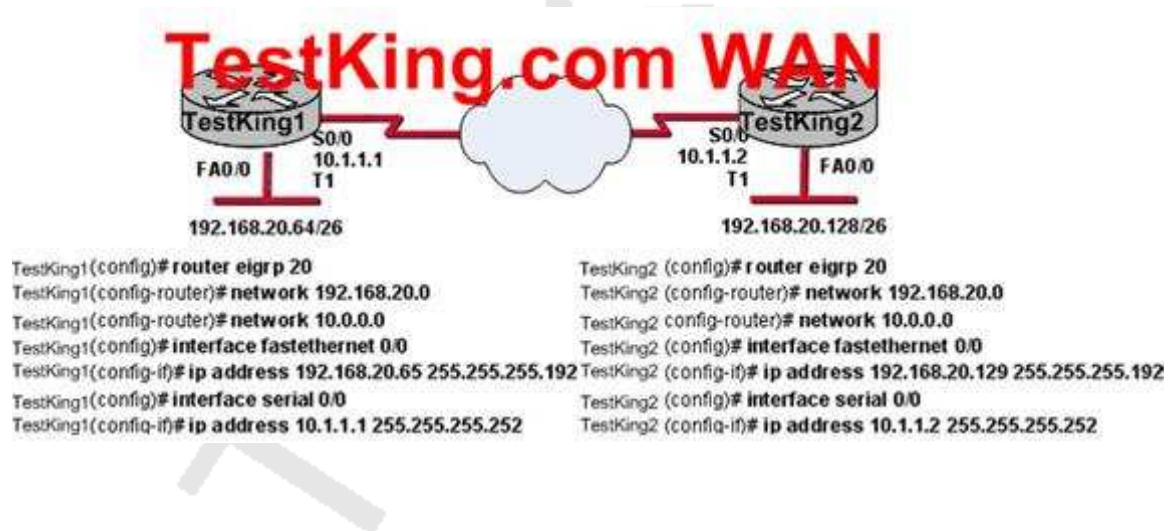 TestKing.com WAN
TestKing1
S0/0
10.1.1.1
T1
FA0/0
192.168.20.64/26
TestKing2
S0/0
10.1.1.2
T1
FA0/0
192.168.20.128/26
TestKing1(config)# router eigrp 20
TestKing1(config-router)# network 192.168.20.0
TestKing1(config-router)# network 10.0.0.0
TestKing1(config)# interface fastethernet 0/0
TestKing1(config-if)# ip address 192.168.20.65 255.255.255.192
TestKing1(config)# interface serial 0/0
TestKing1(config-if)# ip address 10.1.1.1 255.255.255.252
TestKing2 (config)# router eigrp 20
TestKing2 (config-router)# network 192.168.20.0
TestKing2 config-router)# network 10.0.0.0
TestKing2 (config)# interface fastethernet 0/0
TestKing2 (config-if)# ip address 192.168.20.129 255.255.255.192
TestKing2 (config)# interface serial 0/0
TestKing2 (config-if)# ip address 10.1.1.2 255.255.255.252